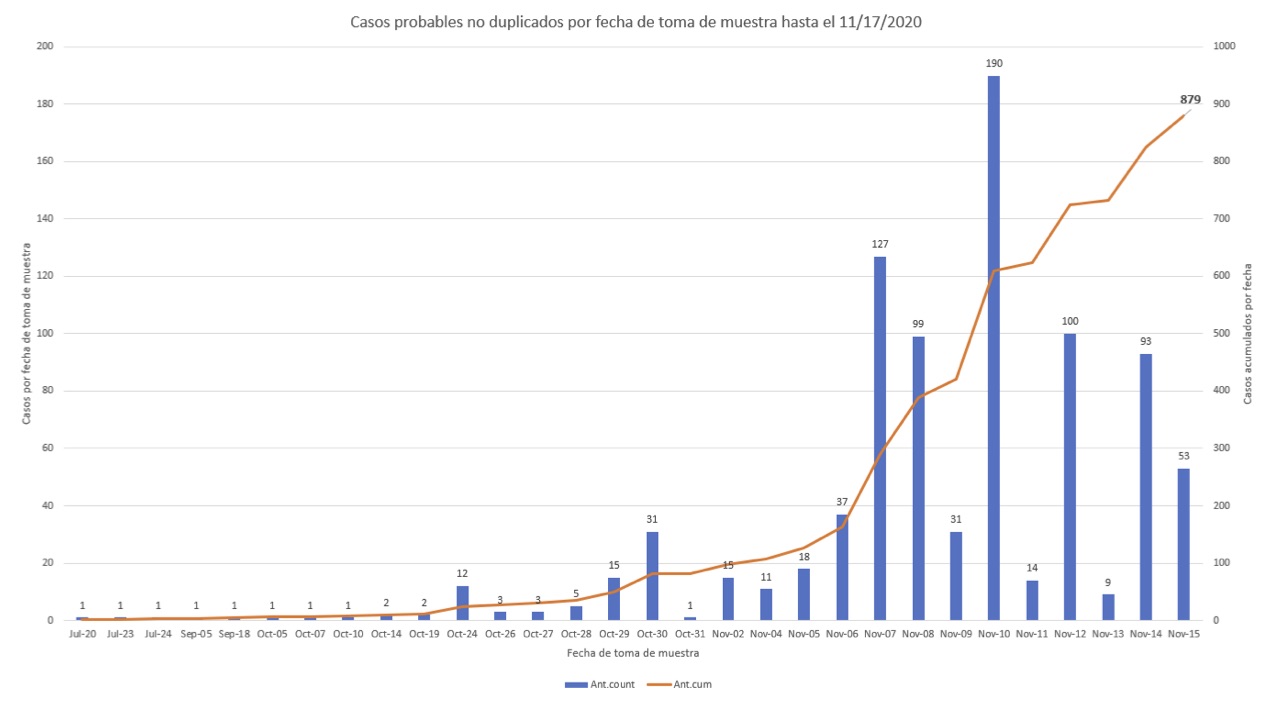 Casos probables no duplicados por fecha de toma de muestra hasta el 11/17/2020
200 1000
190
180 900
879
160 800
140 700
127
120 600
100 500
99 100
93
80 400
60 300
53
40 200
37
31 31
20 100
12 15 15 11 18 14
1 1 1 1 1 1 1 1 2 2 3 3 5 1 9
0 0
Jul-20 Jul-23 Jul-24 Sep-05 Sep-18 Oct-05 Oct-07 Oct-10 Oct-14 Oct-19 Oct-24 Oct-26 Oct-27 Oct-28 Oct-29 Oct-30 Oct-31 Nov-02 Nov-04 Nov-05 Nov-06 Nov-07 Nov-08 Nov-09 Nov-10 Nov-11 Nov-12 Nov-13 Nov-14 Nov-15
Casos por fecha de toma de muestra
Casos acumulados por fecha
Fecha de toma de muestra
Ant.count Ant.cum